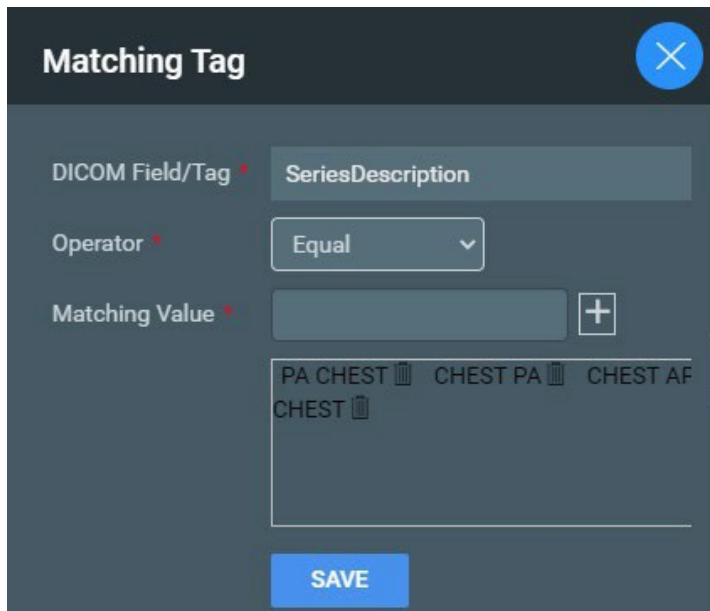 Matching Tag
DICOM Field/Tag * SeriesDescription
Operator * Equal
Matching Value *
PA CHEST CHEST PA CHEST AP
CHEST
SAVE